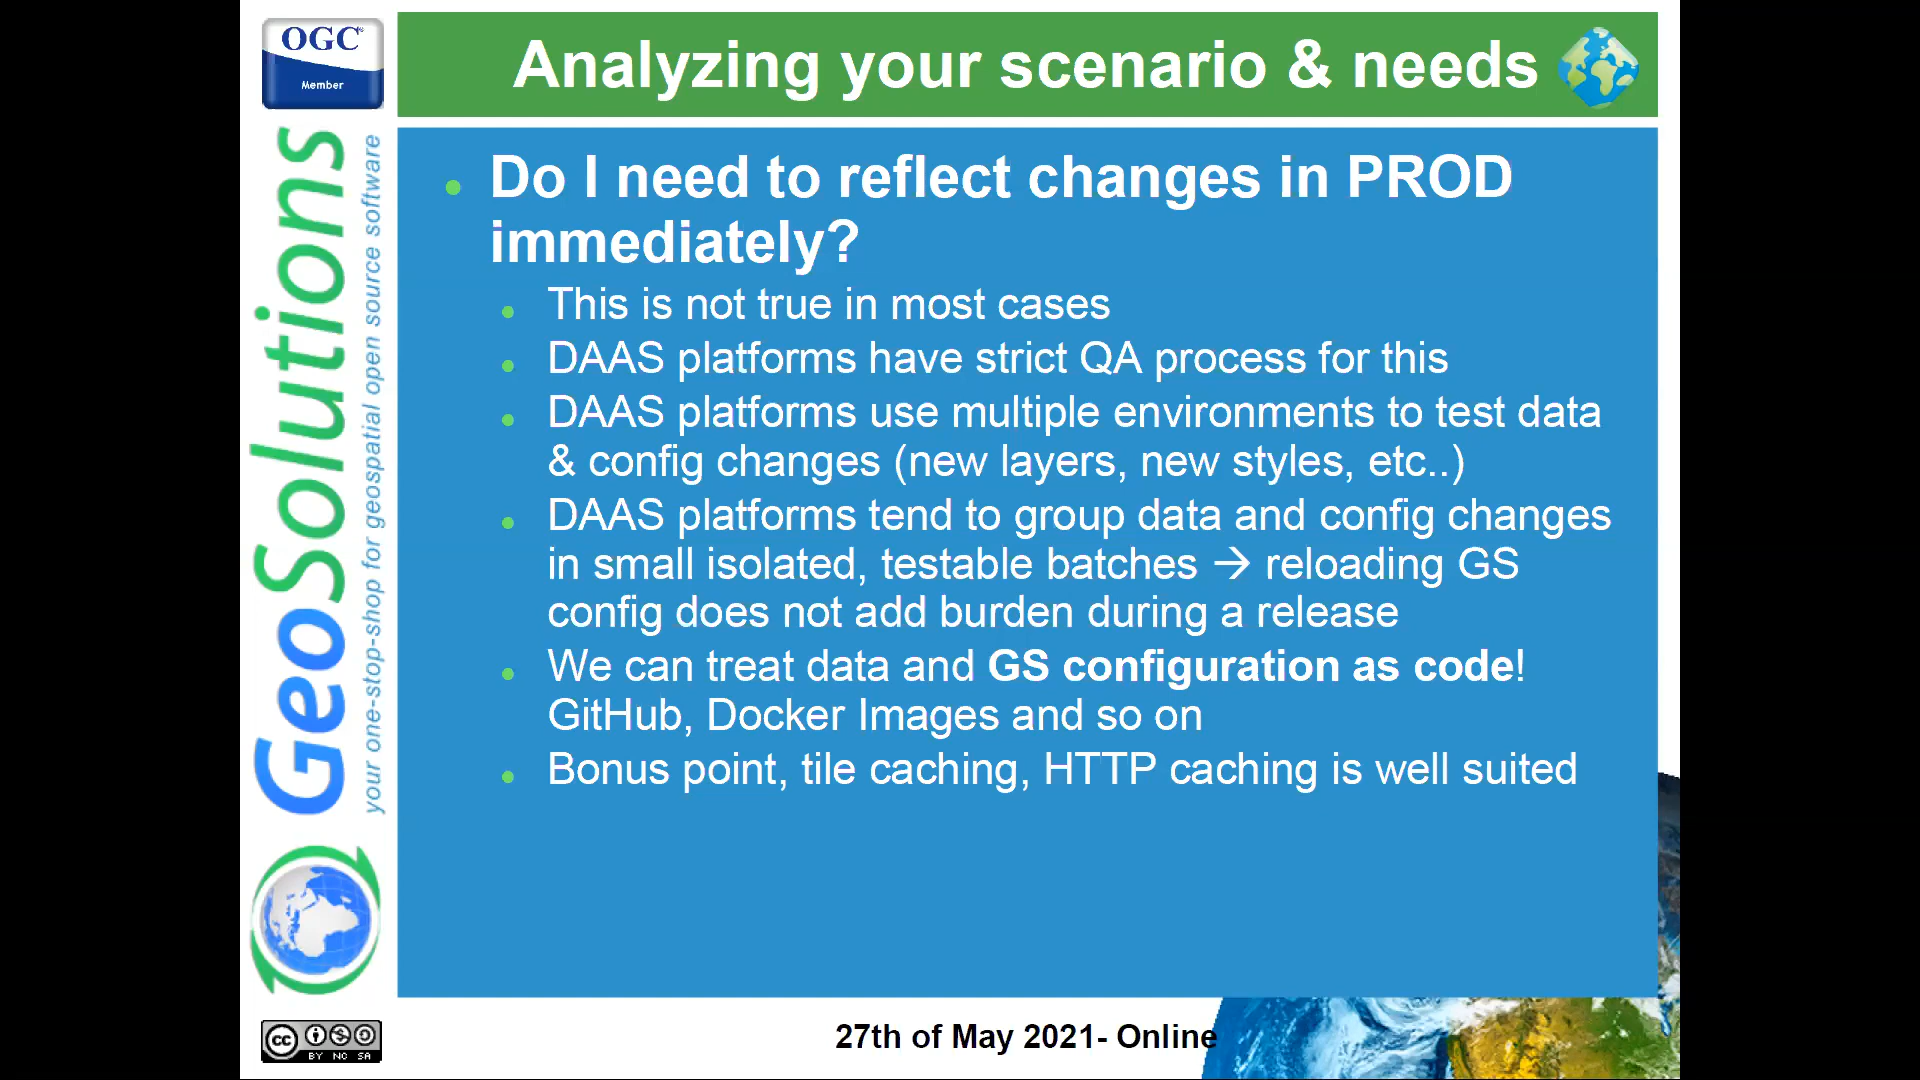 OGC®
Member
Analyzing your scenario & needs
GeoSolutions
your one-stop-shop for geospatial open source software
Do I need to reflect changes in PROD
immediately?
This is not true in most cases
DAAS platforms have strict QA process for this
DAAS platforms use multiple environments to test data
& config changes (new layers, new styles, etc..)
DAAS platforms tend to group data and config changes
in small isolated, testable batches → reloading GS
config does not add burden during a release
We can treat data and GS configuration as code!
GitHub, Docker Images and so on
Bonus point, tile caching, HTTP caching is well suited
cc
BY NC SA
27th of May 2021- Online